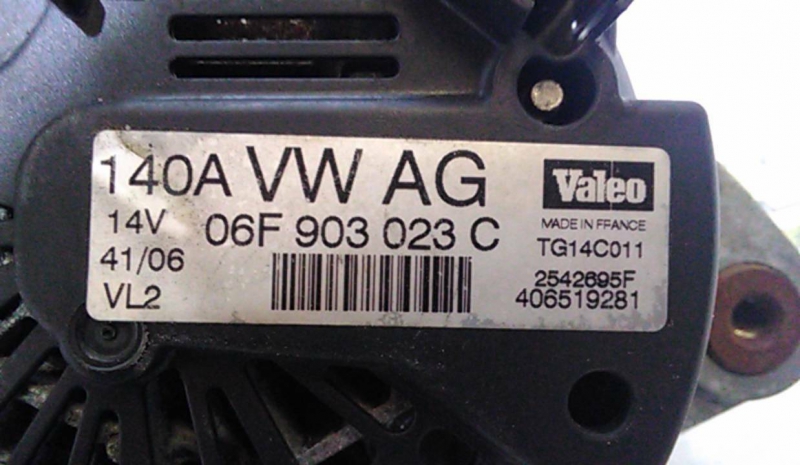 140A VW AG
14V 06F 903 023 C
41/06
VL2
Valeo
MADE IN FRANCE
TG14C011
2542695F
406519281